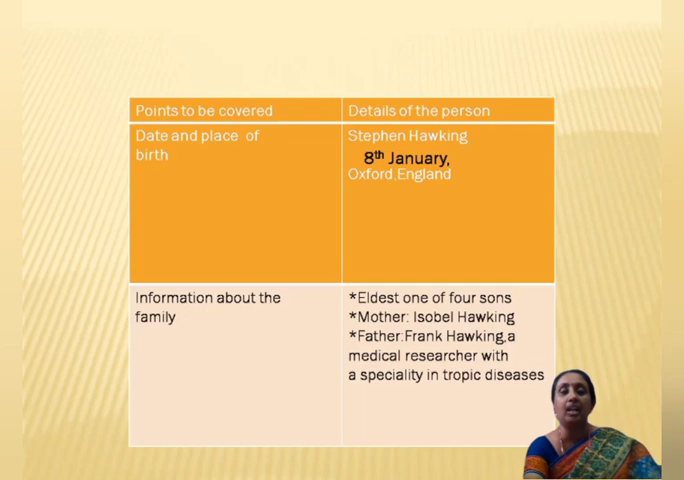 Points to be covered
Details of the person
Date and place of
birth
Stephen Hawking
8th January,
Oxford,England
Information about the
family
*Eldest one of four sons
*Mother: Isobel Hawking
*Father:Frank Hawking,a
medical researcher with
a speciality in tropic diseases